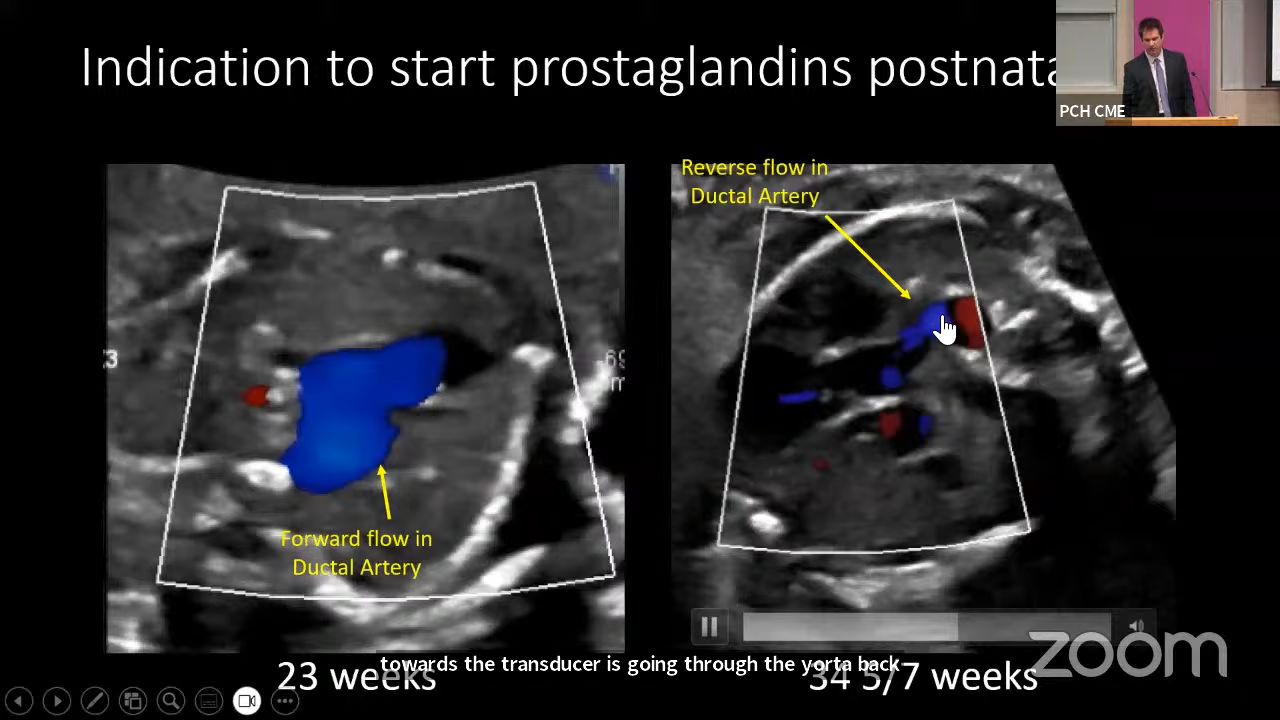 Indication to start prostaglandins postnata
PCH CME
Reverse flow in
Ductal Artery
Forward flow in
Ductal Artery
towards the transducer is going through the yorta back
23 weeks
34 5/7 weeks
zoom